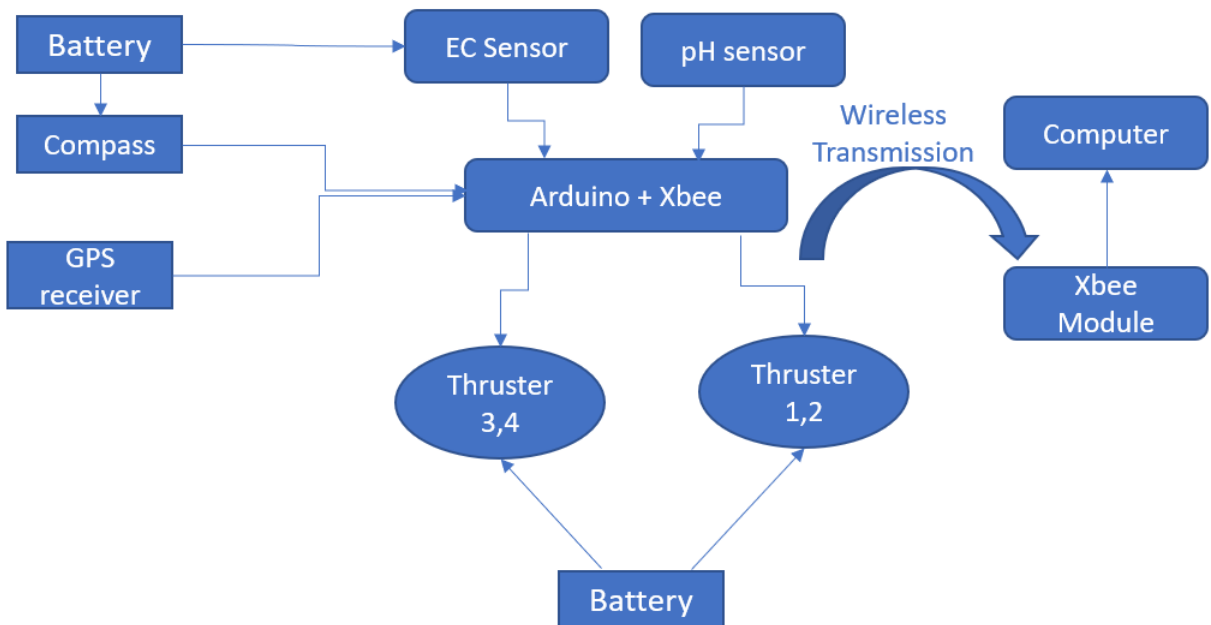 Battery
EC Sensor
pH sensor
Compass
Wireless
Transmission
Computer
Arduino + Xbee
GPS
receiver
Xbee
Module
Thruster
3,4
Thruster
1,2
Battery